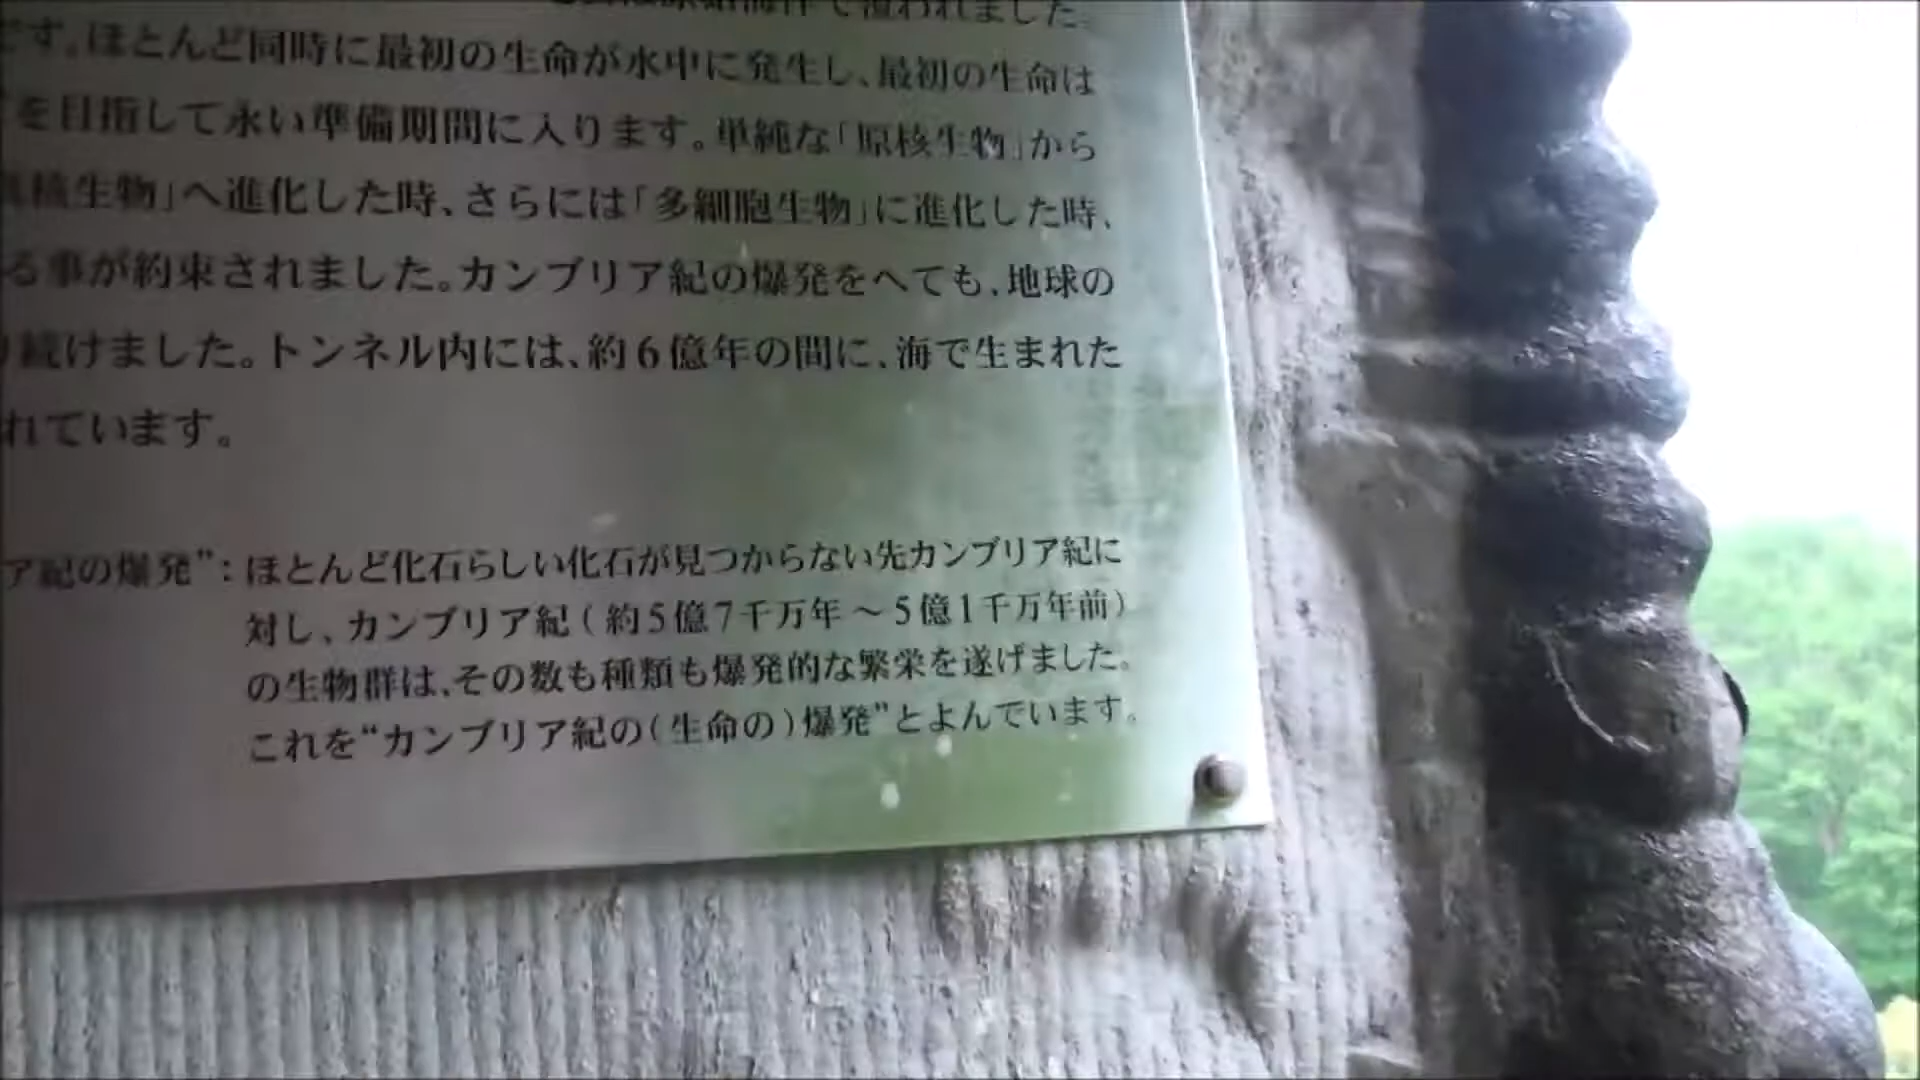 で覆われました。
です。ほとんど同時に最初の生命が水中に発生し、最初の生命は
を目指して永い準備期間に入ります。単純な「原核生物」から
真核生物」へ進化した時、さらには「多細胞生物」に進化した時、
る事が約束されました。カンブリア紀の爆発をへても、地球の
続けました。トンネル内には、約6億年の間に、海で生まれた
れています。
ア紀の爆発”：ほとんど化石らしい化石が見つからない先カンブリア紀に
対し、カンブリア紀（約5億7千万年～5億1千万年前）
の生物群は、その数も種類も爆発的な繁栄を遂げました。
これを“カンブリア紀の（生命の）爆発”とよんでいます。